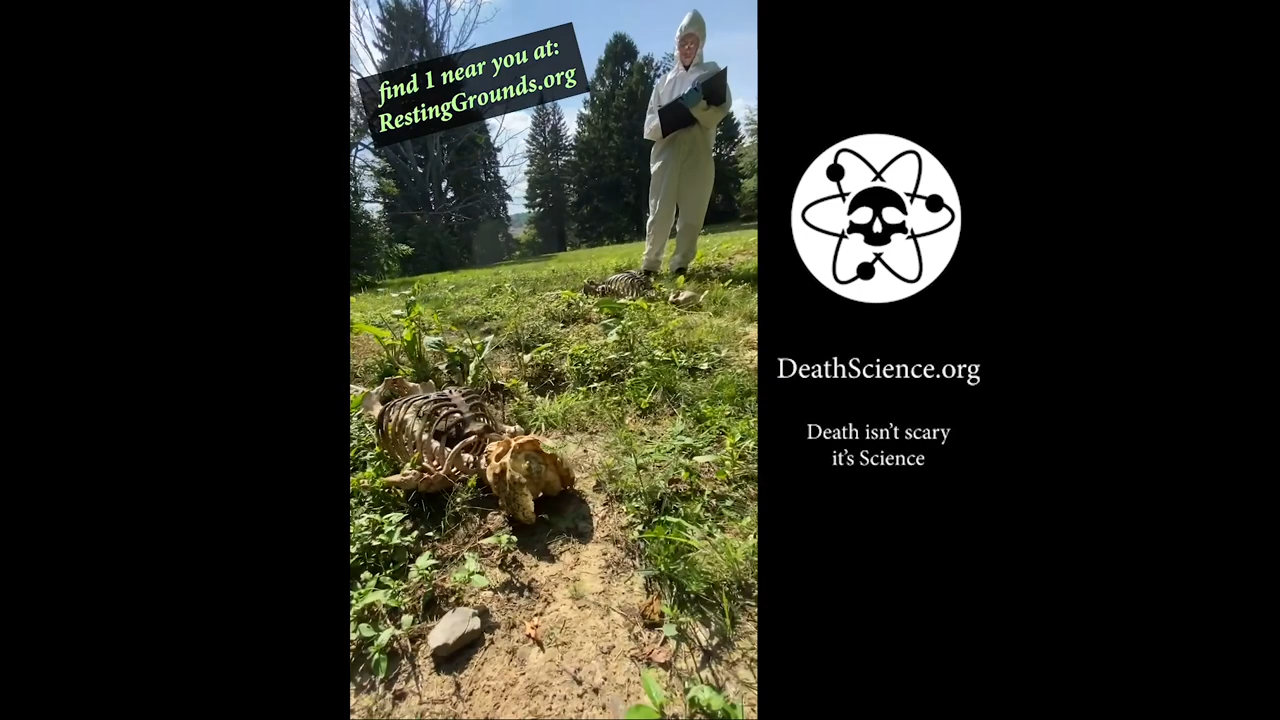 find 1 near you at:
RestingGrounds.org
DeathScience.org
Death isn't scary
it's Science